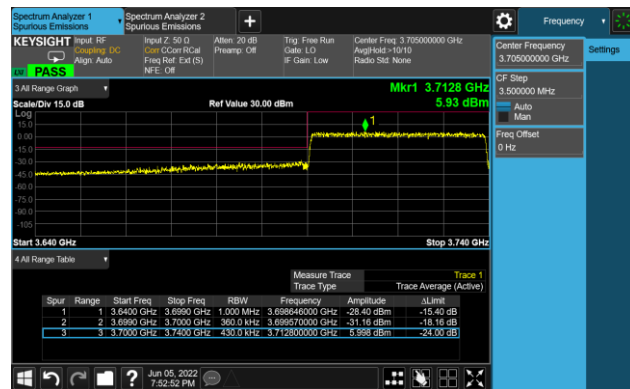 Spectrum Analyzer 1
Spurious Emissions
Spectrum Analyzer 2
Spurious Emissions
Frequency
KEYSIGHT
Input: RF
Coupling: DC
Align: Auto
Input Z: 50 Ω
Corr CCorr RCal
Freq Ref: Ext (S)
NFE: Off
Atten: 20 dB
Preamp: Off
Trig: Free Run
Gate: LO
IF Gain: Low
Center Freq: 3.705000000 GHz
Avg|Hold:>10/10
Radio Std: None
PASS
Center Frequency
3.705000000 GHz
Settings
CF Step
3.500000 MHz
Auto
Man
Freq Offset
0 Hz
3 All Range Graph
Mkr1 3.7128 GHz
5.93 dBm
Scale/Div 15.0 dB
Ref Value 30.00 dBm
Log
15.0
0.00
-15.0
-30.0
-45.0
-60.0
-75.0
-90.0
-105
1
Start 3.640 GHz
Stop 3.740 GHz
4 All Range Table
Measure Trace
Trace 1
Trace Type
Trace Average (Active)
Spur Range Start Freq Stop Freq RBW Frequency Amplitude ΔLimit
1 1 3.6400 GHz 3.6990 GHz 1.000 MHz 3.698646000 GHz -28.40 dBm -15.40 dB
2 2 3.6990 GHz 3.7000 GHz 360.0 kHz 3.699570000 GHz -31.16 dBm -18.16 dB
3 3 3.7000 GHz 3.7400 GHz 430.0 kHz 3.712800000 GHz 5.998 dBm -24.00 dB
Jun 05, 2022
7:52:52 PM